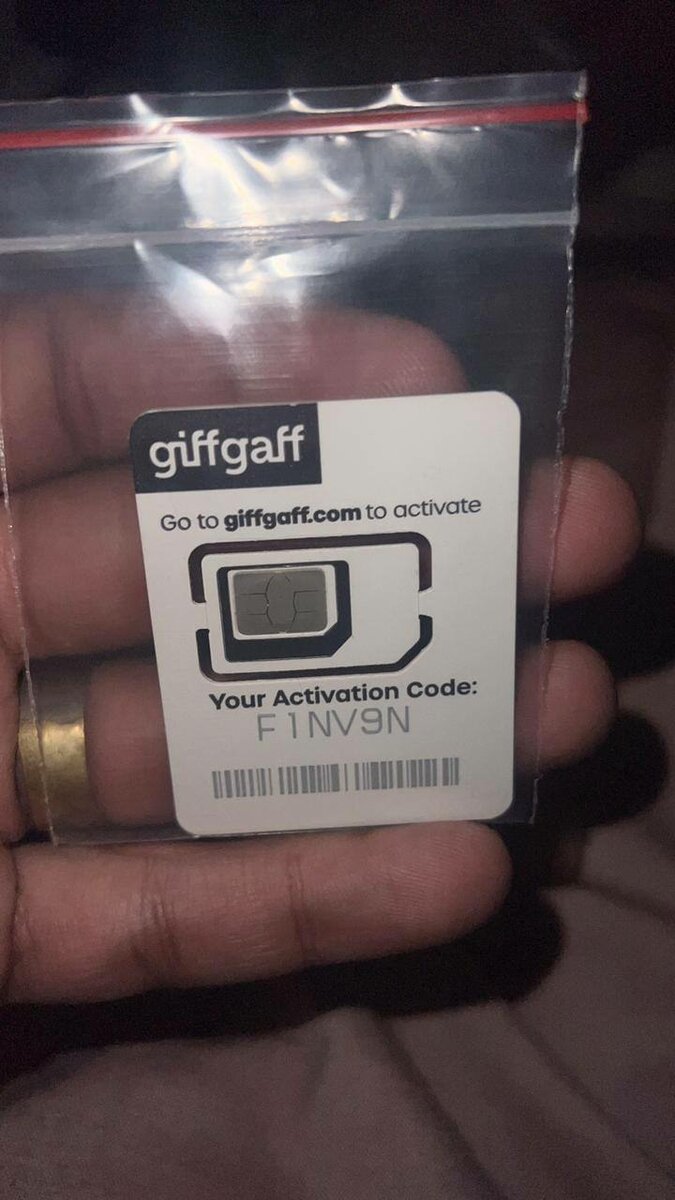 giffgaff
Go to giffgaff.com to activate
Your Activation Code:
F1NV9N